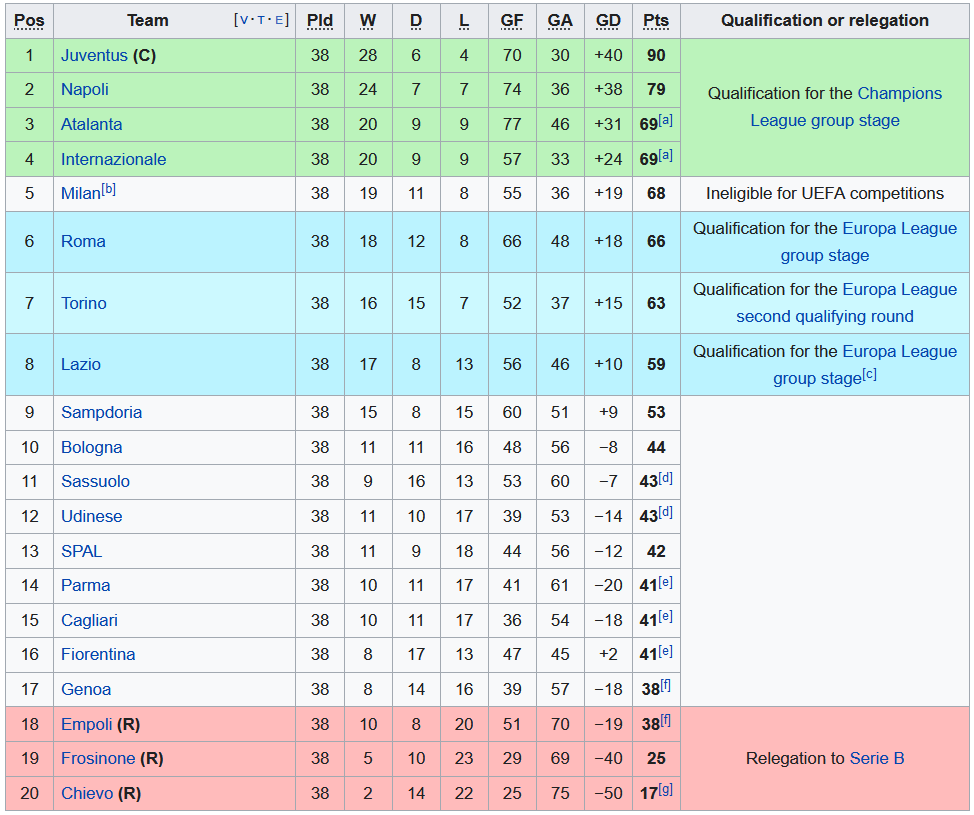 Pos Team [V · T · E] Pld W D L GF GA GD Pts Qualification or relegation
1 Juventus (C) 38 28 6 4 70 30 +40 90
2 Napoli 38 24 7 7 74 36 +38 79
Qualification for the Champions
League group stage
3 Atalanta 38 20 9 9 77 46 +31 69[a]
4 Internazionale 38 20 9 9 57 33 +24 69[a]
5 Milan[b] 38 19 11 8 55 36 +19 68 Ineligible for UEFA competitions
6 Roma 38 18 12 8 66 48 +18 66 Qualification for the Europa League
group stage
7 Torino 38 16 15 7 52 37 +15 63 Qualification for the Europa League
second qualifying round
8 Lazio 38 17 8 13 56 46 +10 59 Qualification for the Europa League
group stage[c]
9 Sampdoria 38 15 8 15 60 51 +9 53
10 Bologna 38 11 11 16 48 56 −8 44
11 Sassuolo 38 9 16 13 53 60 −7 43[d]
12 Udinese 38 11 10 17 39 53 −14 43[d]
13 SPAL 38 11 9 18 44 56 −12 42
14 Parma 38 10 11 17 41 61 −20 41[e]
15 Cagliari 38 10 11 17 36 54 −18 41[e]
16 Fiorentina 38 8 17 13 47 45 +2 41[e]
17 Genoa 38 8 14 16 39 57 −18 38[f]
18 Empoli (R) 38 10 8 20 51 70 −19 38[f]
19 Frosinone (R) 38 5 10 23 29 69 −40 25 Relegation to Serie B
20 Chievo (R) 38 2 14 22 25 75 −50 17[g]